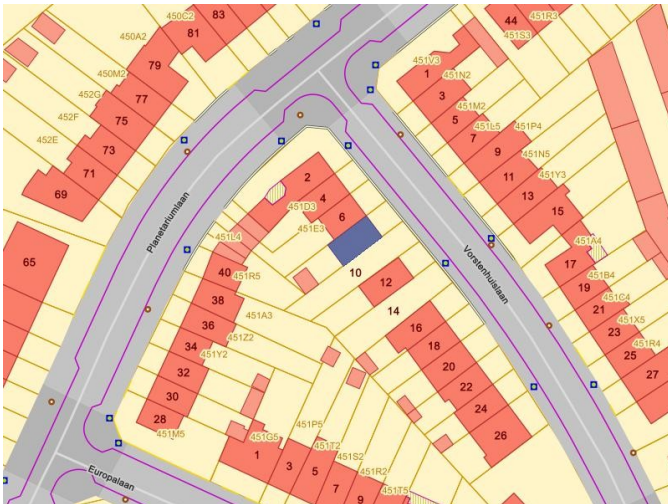 450C2
83
81
450A2
79
450M2
77
452G
75
452F
73
452E
71
69
65
Planetariumlaan
44
451R3
451S3
451V3
1
451N2
3
451M2
5
451L5
7
451P4
9
451N5
11
451Y3
13
15
451A4
17
451B4
19
451C4
21
451X5
23
451R4
25
27
Vorstenhuislaan
2
451D3
4
451E3
6
10
12
14
16
18
20
22
24
26
451L4
40
451R5
38
451A3
36
451Z2
34
451Y2
32
30
28
451M5
451G5
1
451P5
3
451T2
5
451S2
7
451R2
9
451T5
Europalaan